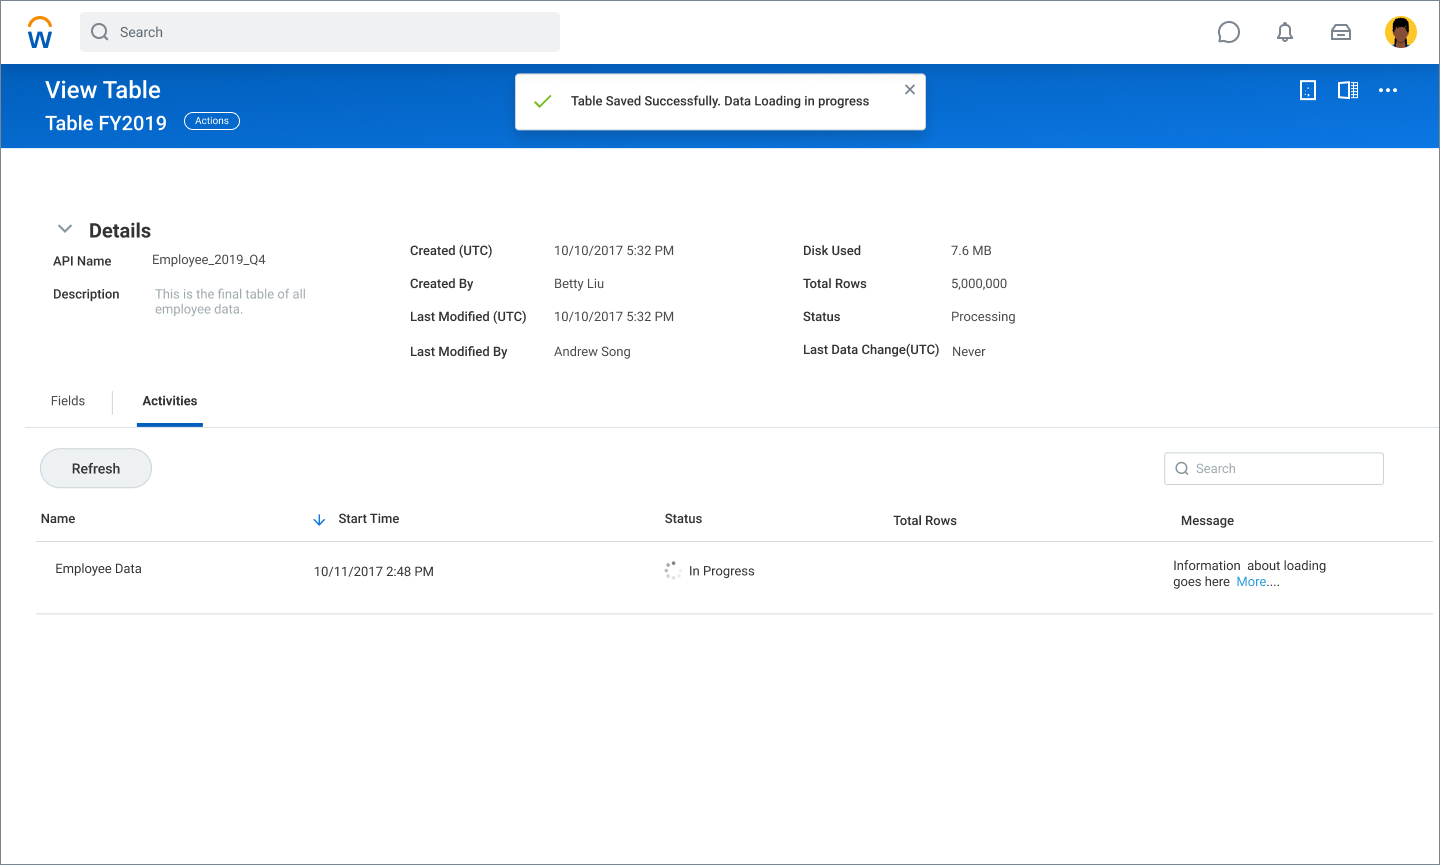 W
Search
View Table
Table FY2019
Actions
Table Saved Successfully. Data Loading in progress
Details
API Name
Employee_2019_Q4
Description
This is the final table of all
employee data.
Created (UTC)
10/10/2017 5:32 PM
Created By
Betty Liu
Last Modified (UTC)
10/10/2017 5:32 PM
Last Modified By
Andrew Song
Disk Used
7.6 MB
Total Rows
5,000,000
Status
Processing
Last Data Change(UTC)
Never
Fields
Activities
Refresh
Search
Name
Start Time
Status
Total Rows
Message
Employee Data
10/11/2017 2:48 PM
In Progress
Information about loading
goes here More....